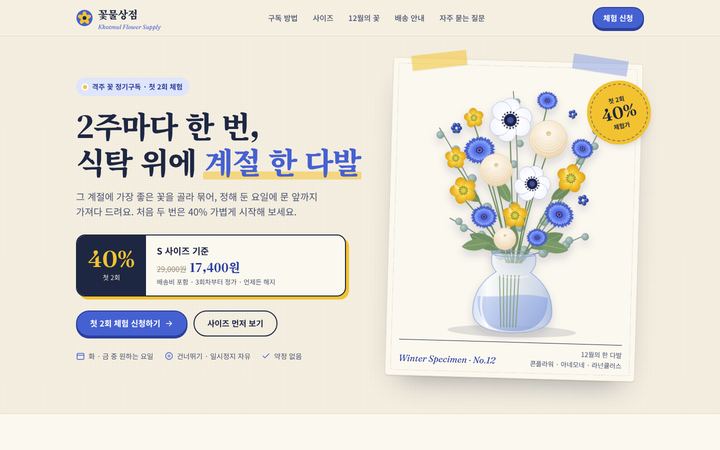 꽃물상점
Khotmul Flower Supply
구독 방법
사이즈
12월의 꽃
배송 안내
자주 묻는 질문
체험 신청
격주 꽃 정기구독 · 첫 2회 체험
2주마다 한 번,
식탁 위에 계절 한 다발
그 계절에 가장 좋은 꽃을 골라 묶어, 정해 둔 요일에 문 앞까지
가져다 드려요. 처음 두 번은 40% 가볍게 시작해 보세요.
40%
첫 2회
S 사이즈 기준
29,000원 17,400원
배송비 포함 · 3회차부터 정가 · 언제든 해지
첫 2회 체험 신청하기 →
사이즈 먼저 보기
화 · 금 중 원하는 요일
건너뛰기 · 일시정지 자유
약정 없음
첫 2회
40%
체험가
Winter Specimen · No.12
12월의 한 다발
콘플라워 · 아네모네 · 라넌큘러스